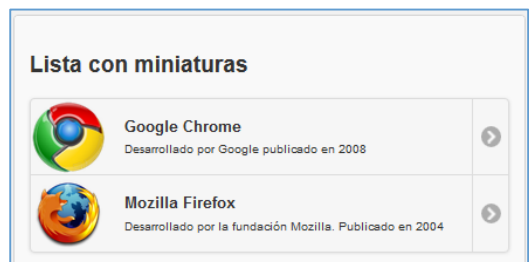 Lista con miniaturas
Google Chrome
Desarrollado por Google publicado en 2008
Mozilla Firefox
Desarrollado por la fundación Mozilla. Publicado en 2004